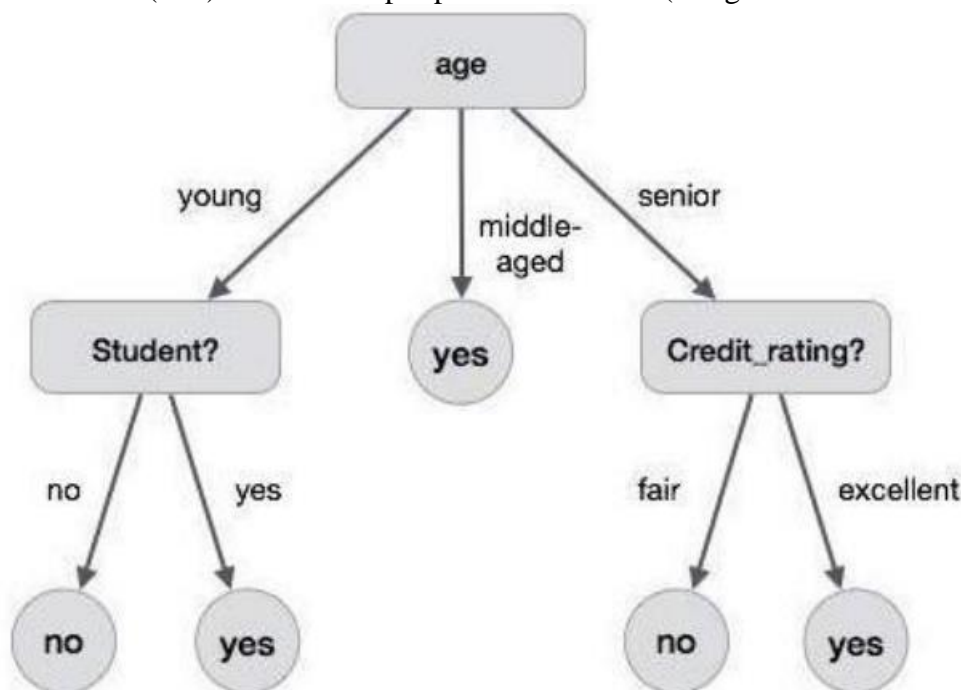 age
young
senior
middle-
aged
Student?
yes
Credit_rating?
no
yes
fair
excellent
no
yes
no
yes